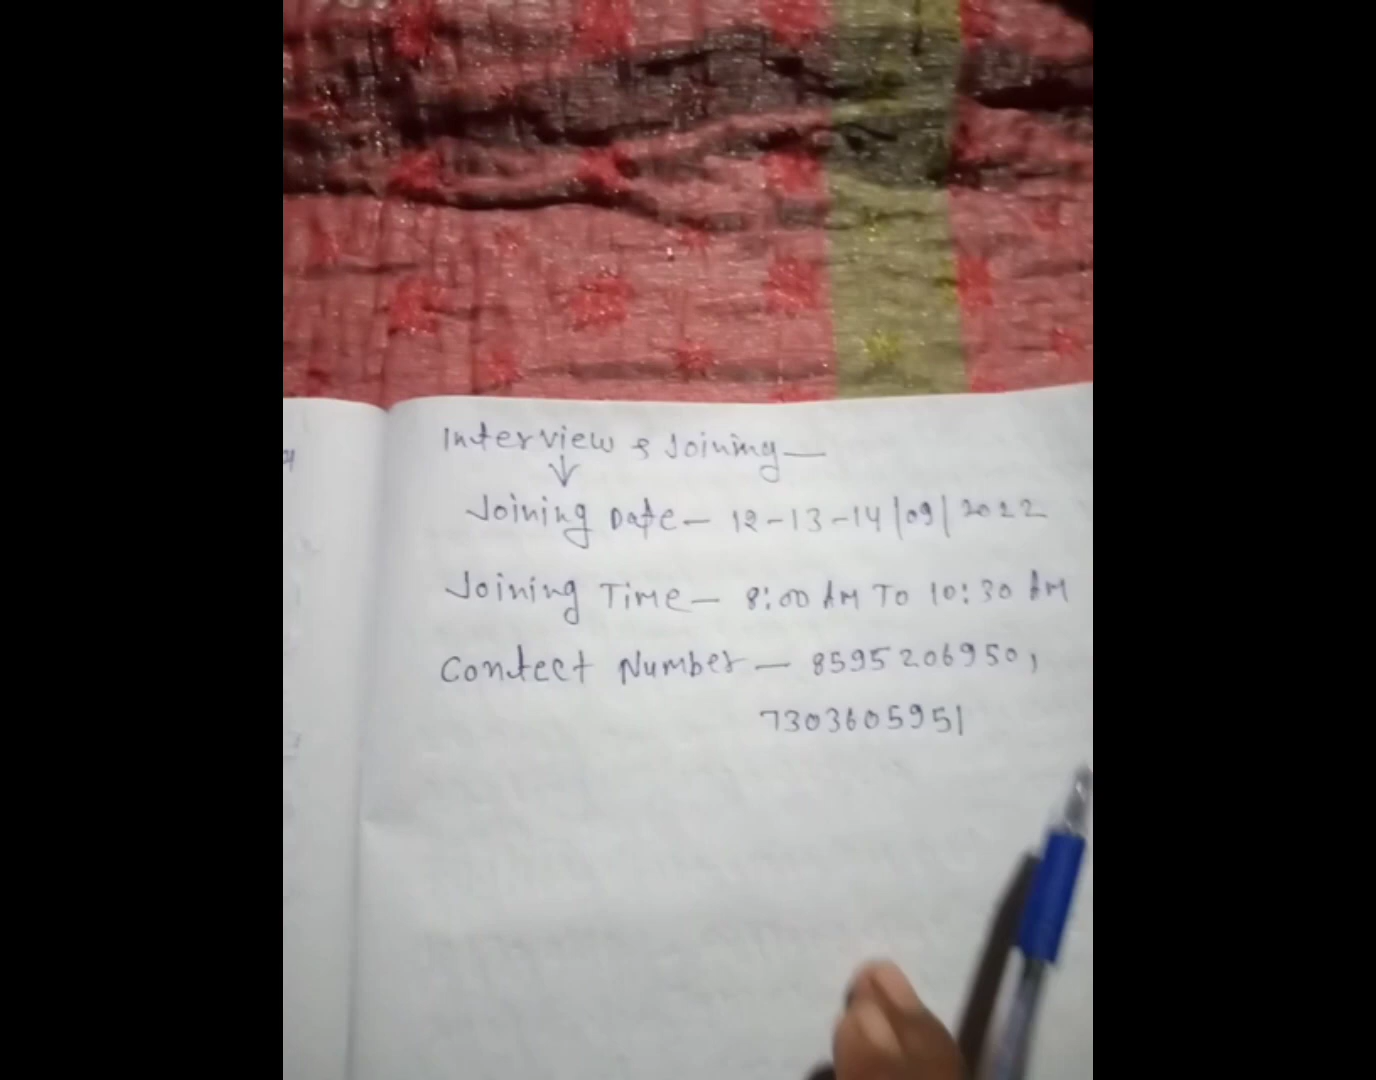 Interview & Joining —
↓
Joining Date — 12-13-14/09/2022
Joining Time — 8:00 AM To 10:30 AM
Contect Number — 8595206950,
7303605951